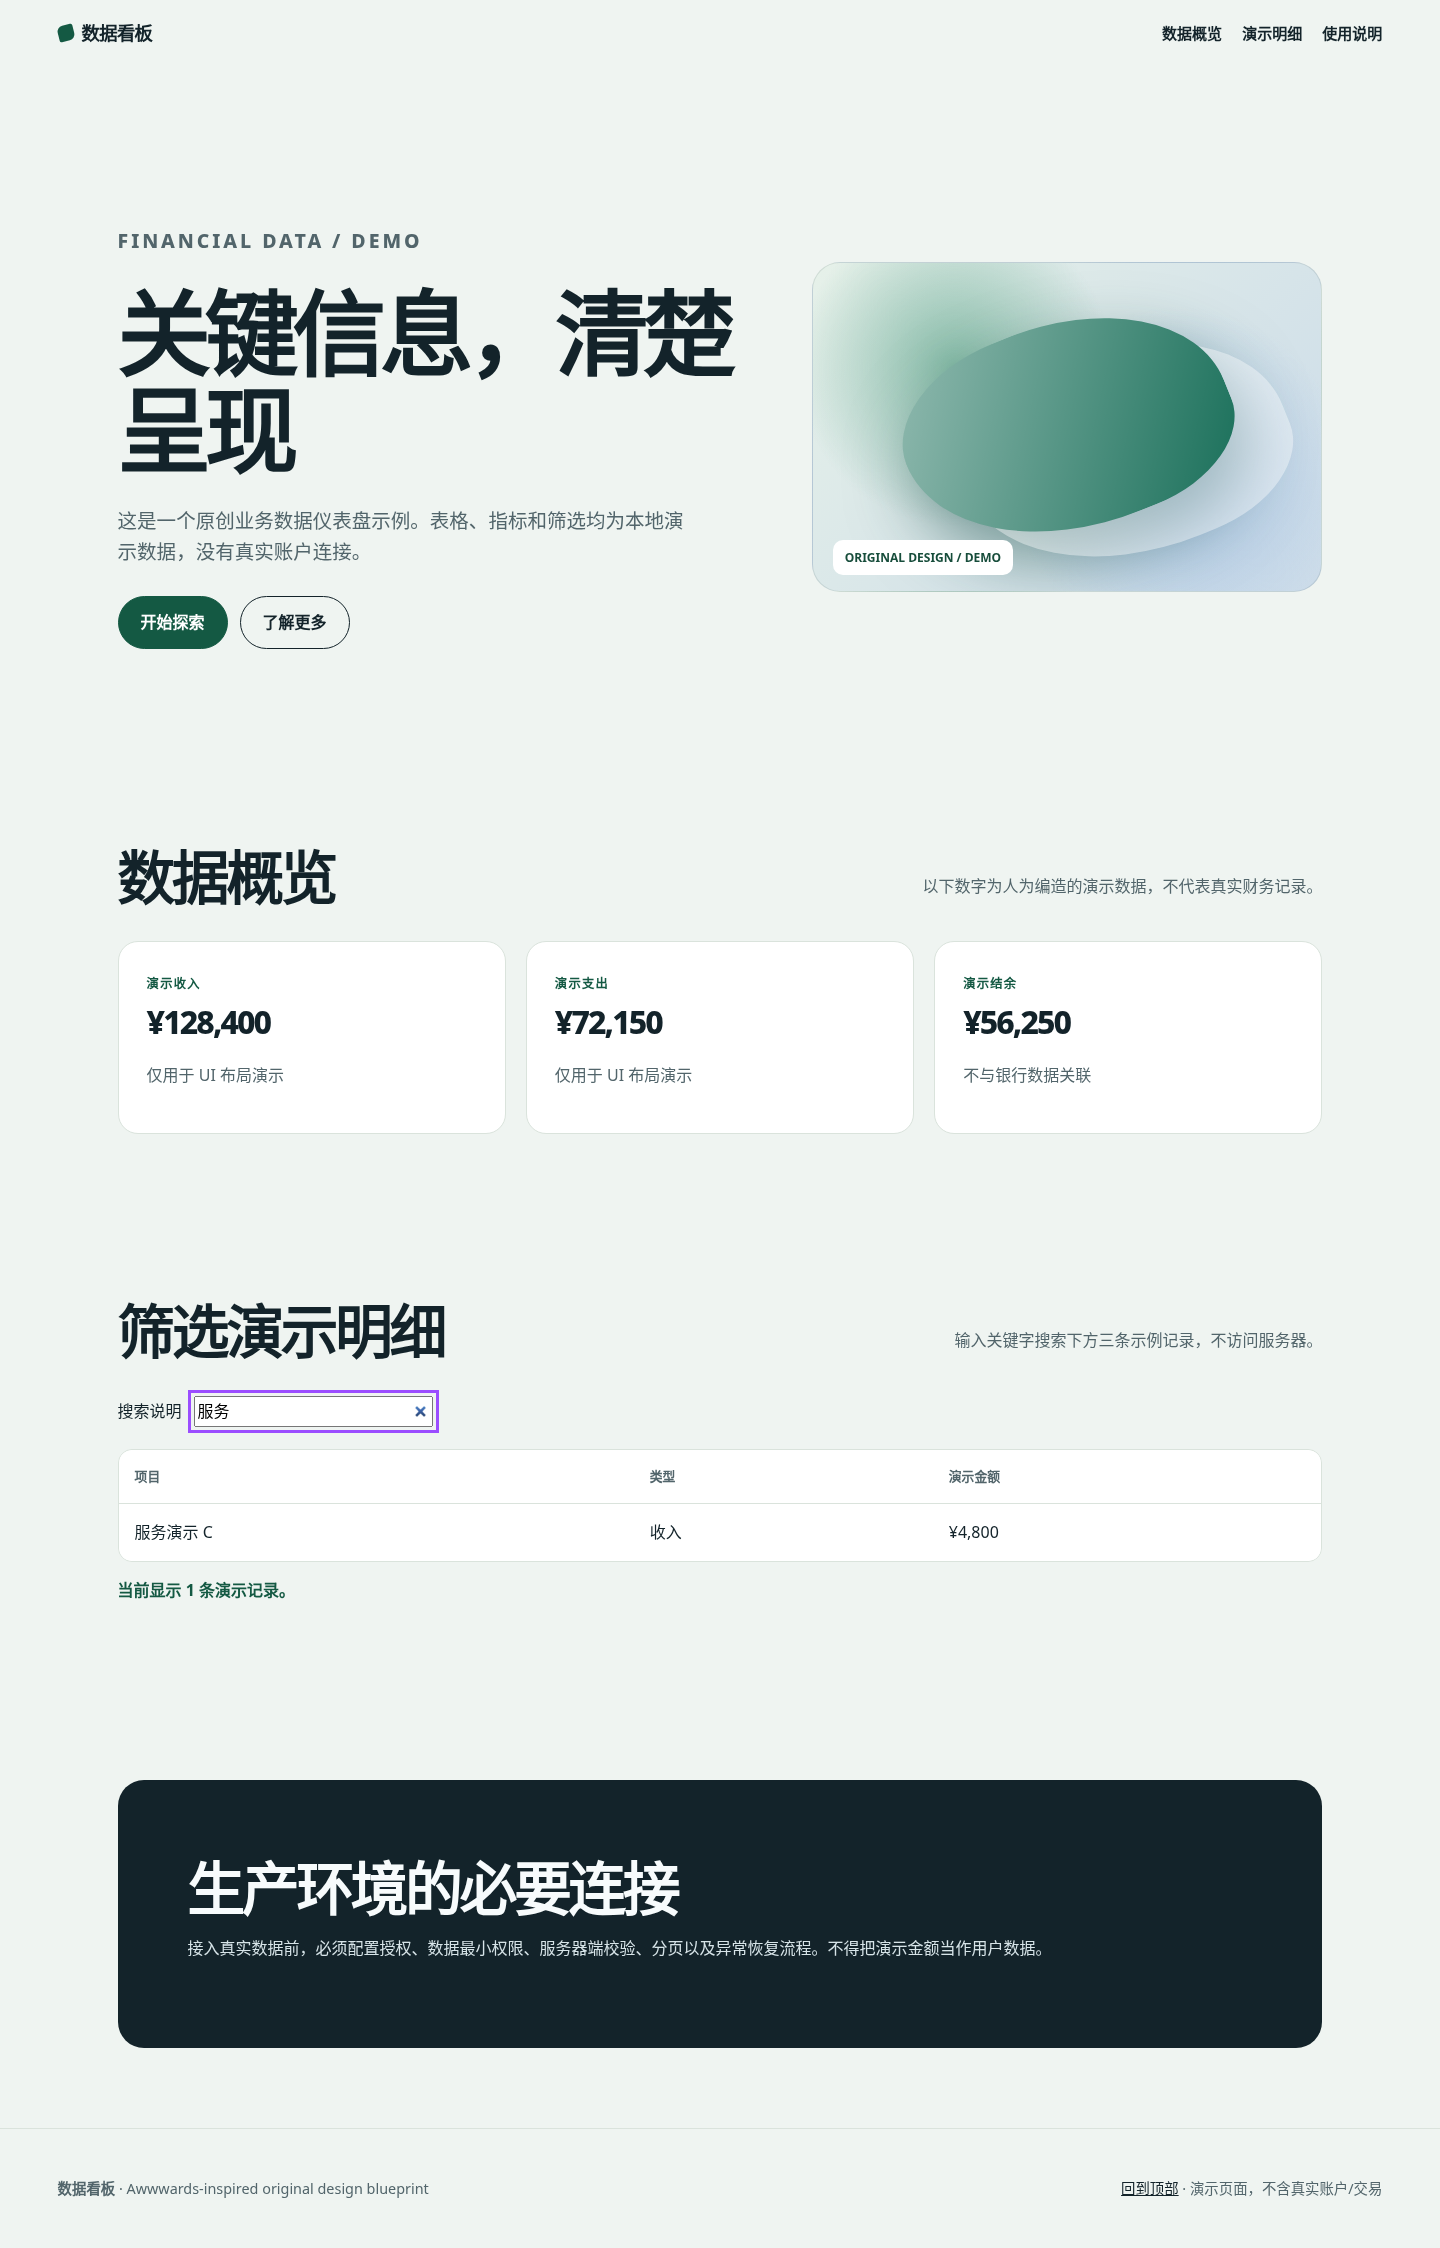 数据看板
数据概览 演示明细 使用说明
FINANCIAL DATA / DEMO
关键信息，清楚
呈现
这是一个原创业务数据仪表盘示例。表格、指标和筛选均为本地演
示数据，没有真实账户连接。
开始探索 了解更多
ORIGINAL DESIGN / DEMO
数据概览
以下数字为人为编造的演示数据，不代表真实财务记录。
演示收入
¥128,400
仅用于 UI 布局演示
演示支出
¥72,150
仅用于 UI 布局演示
演示结余
¥56,250
不与银行数据关联
筛选演示明细
输入关键字搜索下方三条示例记录，不访问服务器。
搜索说明 服务
项目 类型 演示金额
服务演示 C 收入 ¥4,800
当前显示 1 条演示记录。
生产环境的必要连接
接入真实数据前，必须配置授权、数据最小权限、服务器端校验、分页以及异常恢复流程。不得把演示金额当作用户数据。
数据看板 · Awwwards-inspired original design blueprint
回到顶部 · 演示页面，不含真实账户/交易